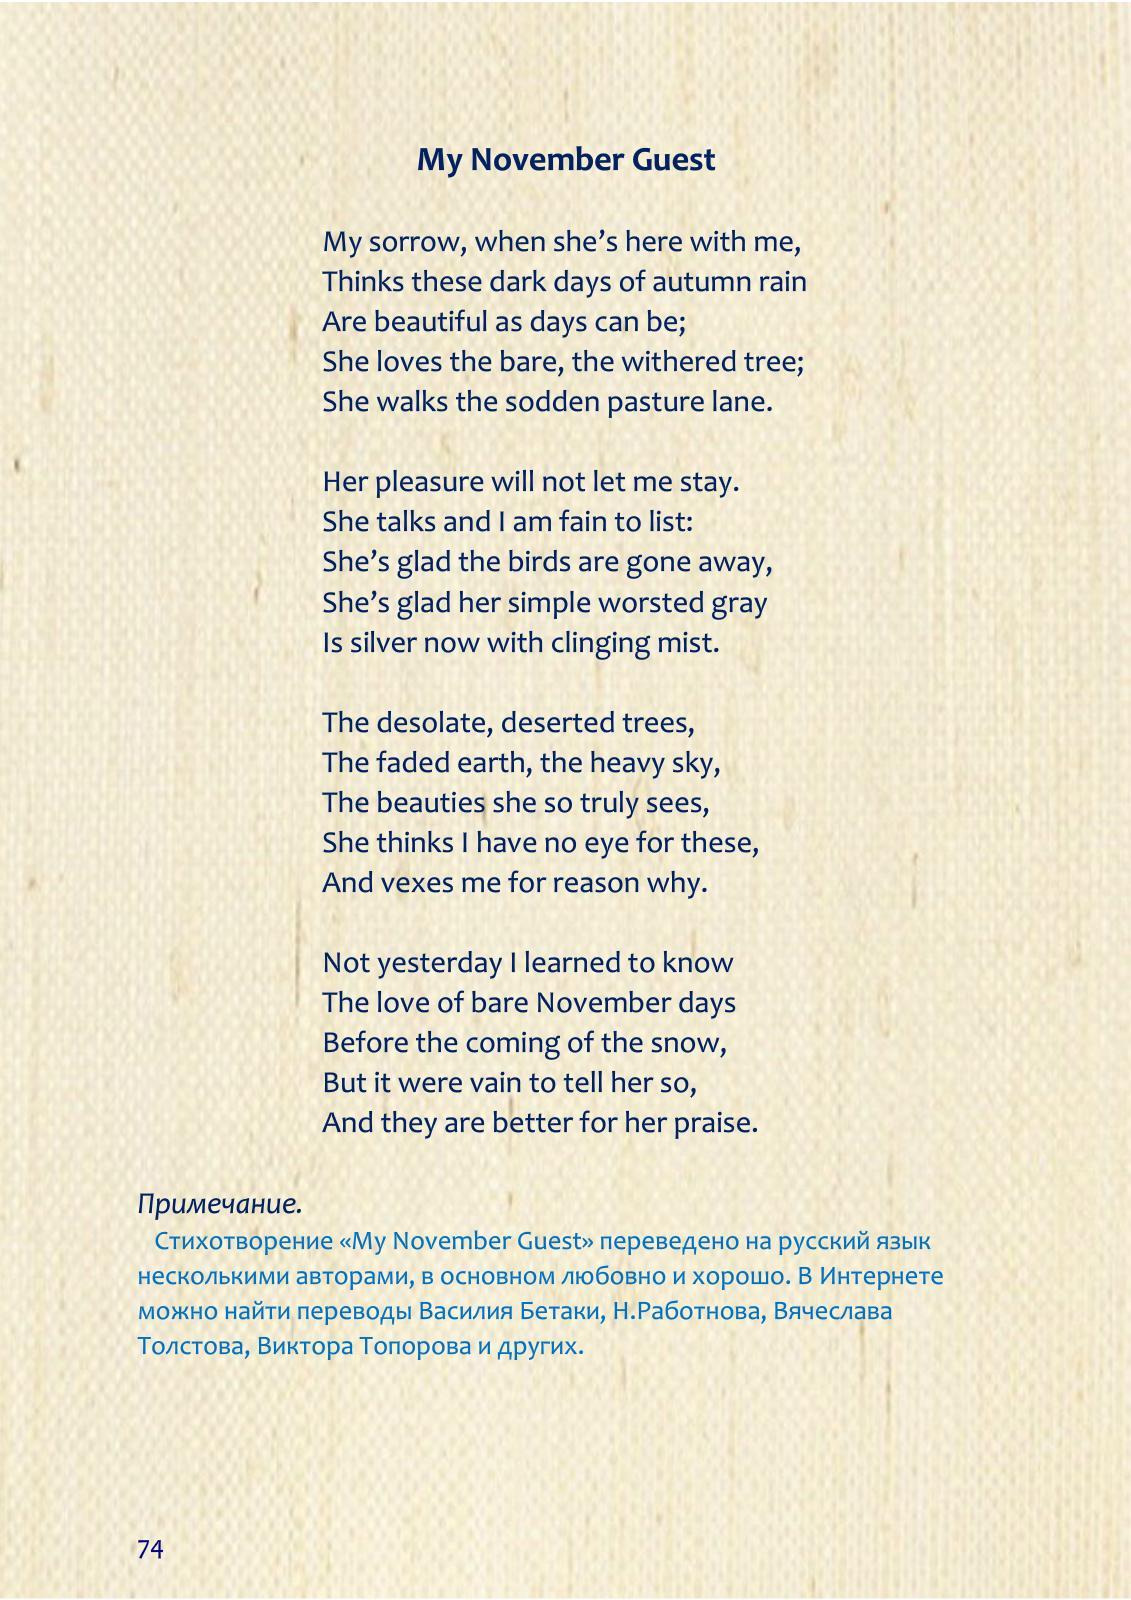 My November Guest
My sorrow, when she’s here with me,
Thinks these dark days of autumn rain
Are beautiful as days can be;
She loves the bare, the withered tree;
She walks the sodden pasture lane.
Her pleasure will not let me stay.
She talks and I am fain to list:
She’s glad the birds are gone away,
She’s glad her simple worsted gray
Is silver now with clinging mist.
The desolate, deserted trees,
The faded earth, the heavy sky,
The beauties she so truly sees,
She thinks I have no eye for these,
And vexes me for reason why.
Not yesterday I learned to know
The love of bare November days
Before the coming of the snow,
But it were vain to tell her so,
And they are better for her praise.
Примечание.
Стихотворение «My November Guest» переведено на русский язык
несколькими авторами, в основном любовно и хорошо. В Интернете
можно найти переводы Василия Бетаки, Н.Работнова, Вячеслава
Толстова, Виктора Топорова и других.
74